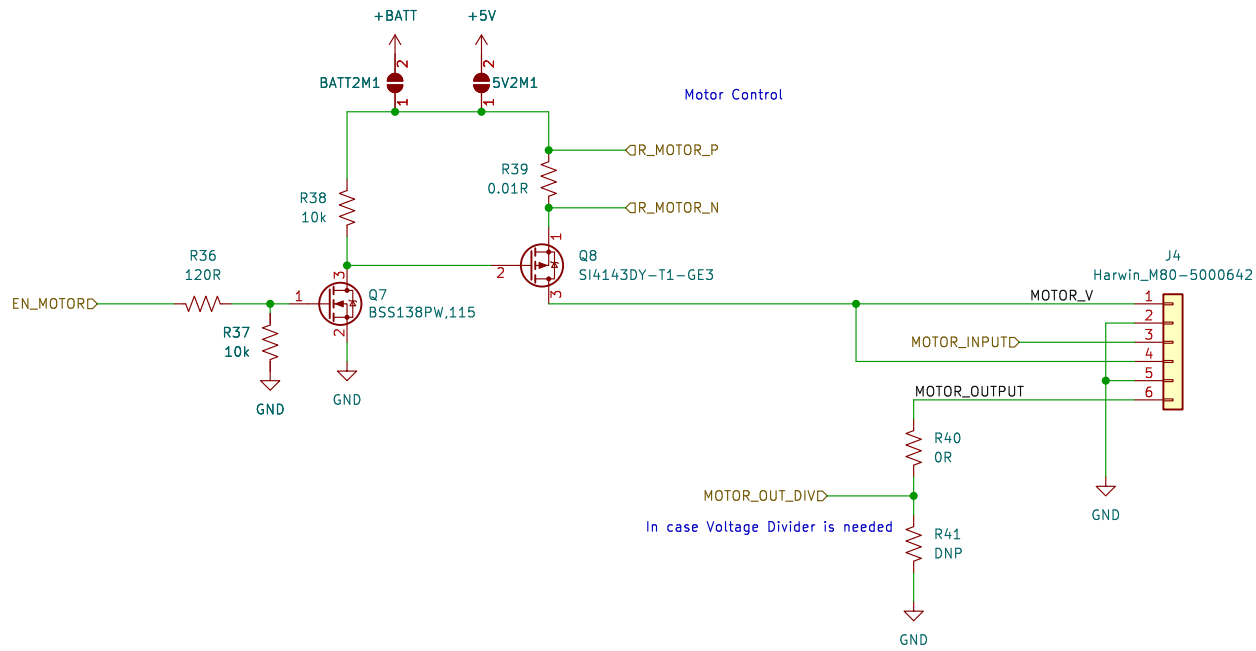 +BATT
+5V
2
2
BATT2M1
5V2M1
1
1
Motor Control
R_MOTOR_P
R39
0.01R
R38
10k
R_MOTOR_N
1
Q8
SI4143DY-T1-GE3
2
3
R36
120R
3
Q7
BSS138PW,115
EN_MOTOR
1
2
R37
10k
GND
GND
J4
Harwin_M80-5000642
MOTOR_V
1
2
MOTOR_INPUT
3
4
5
MOTOR_OUTPUT
6
R40
0R
MOTOR_OUT_DIV
GND
In case Voltage Divider is needed
R41
DNP
GND